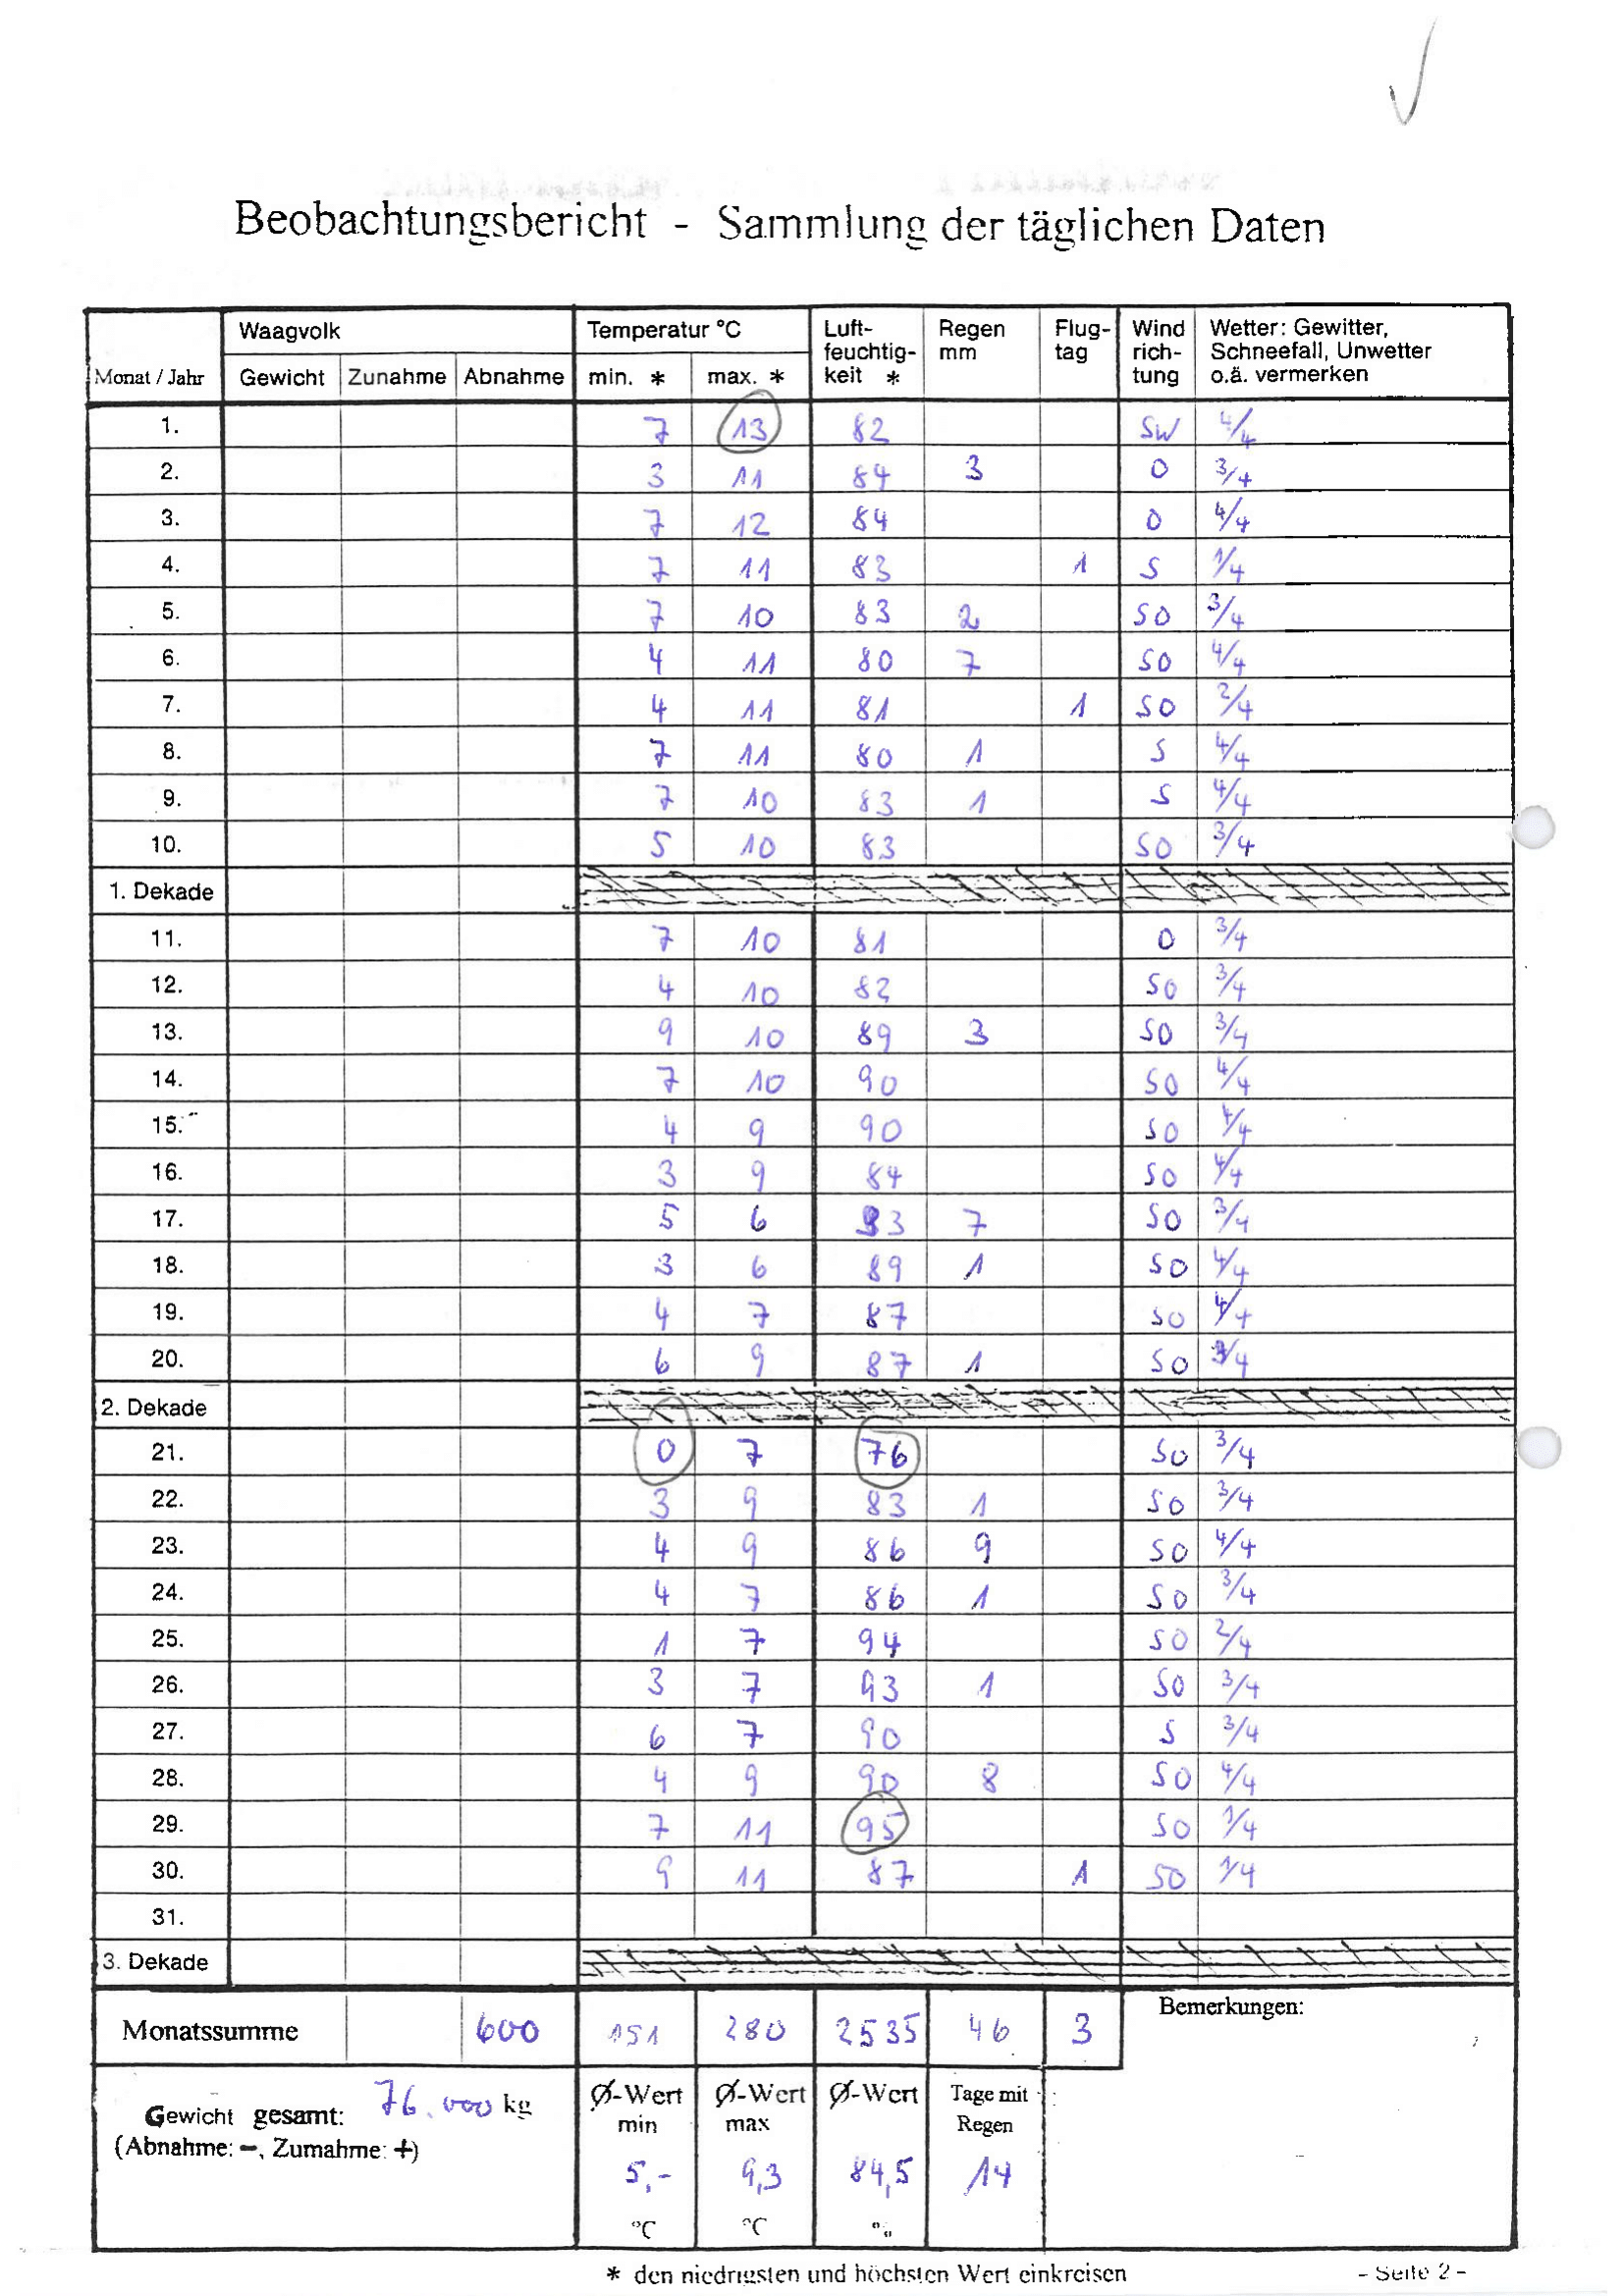 Beobachtungsbericht - Sammlung der täglichen Daten
Monat / Jahr Waagvolk Temperatur °C Luft-feuchtig-keit * Regen mm Flug-tag Wind rich-tung Wetter: Gewitter, Schneefall, Unwetter o.ä. vermerken
Gewicht Zunahme Abnahme min. * max. *
1. 7 13 82 SW 4/4
2. 3 11 84 3 O 3/4
3. 7 12 84 O 4/4
4. 7 11 83 1 S 1/4
5. 7 10 83 2 SO 3/4
6. 4 11 80 7 SO 4/4
7. 4 11 81 1 SO 2/4
8. 7 11 80 1 S 4/4
9. 7 10 83 1 S 4/4
10. 5 10 83 SO 3/4
1. Dekade
11. 7 10 81 O 3/4
12. 4 10 82 SO 3/4
13. 9 10 89 3 SO 3/4
14. 7 10 90 SO 4/4
15. 4 9 90 SO 4/4
16. 3 9 84 SO 4/4
17. 5 6 83 7 SO 3/4
18. 3 6 89 1 SO 4/4
19. 4 7 87 SO 4/4
20. 6 9 87 1 SO 3/4
2. Dekade
21. 0 7 76 SO 3/4
22. 3 9 83 1 SO 3/4
23. 4 9 86 9 SO 4/4
24. 4 7 86 1 SO 3/4
25. 1 7 94 SO 2/4
26. 3 7 93 1 SO 3/4
27. 6 7 90 S 3/4
28. 4 9 90 8 SO 4/4
29. 7 11 95 SO 1/4
30. 9 11 87 1 SO 1/4
31.
3. Dekade
Monatssumme 600 151 280 2535 46 3 Bemerkungen:
Gewicht gesamt: 76.000 kg
(Abnahme: -, Zumahme: +)
Ø-Wert min Ø-Wert max Ø-Wert Tage mit Regen
5,- 9,3 84,5 14
°C °C %
* den niedrigsten und höchsten Wert einkreisen - Seite 2 -